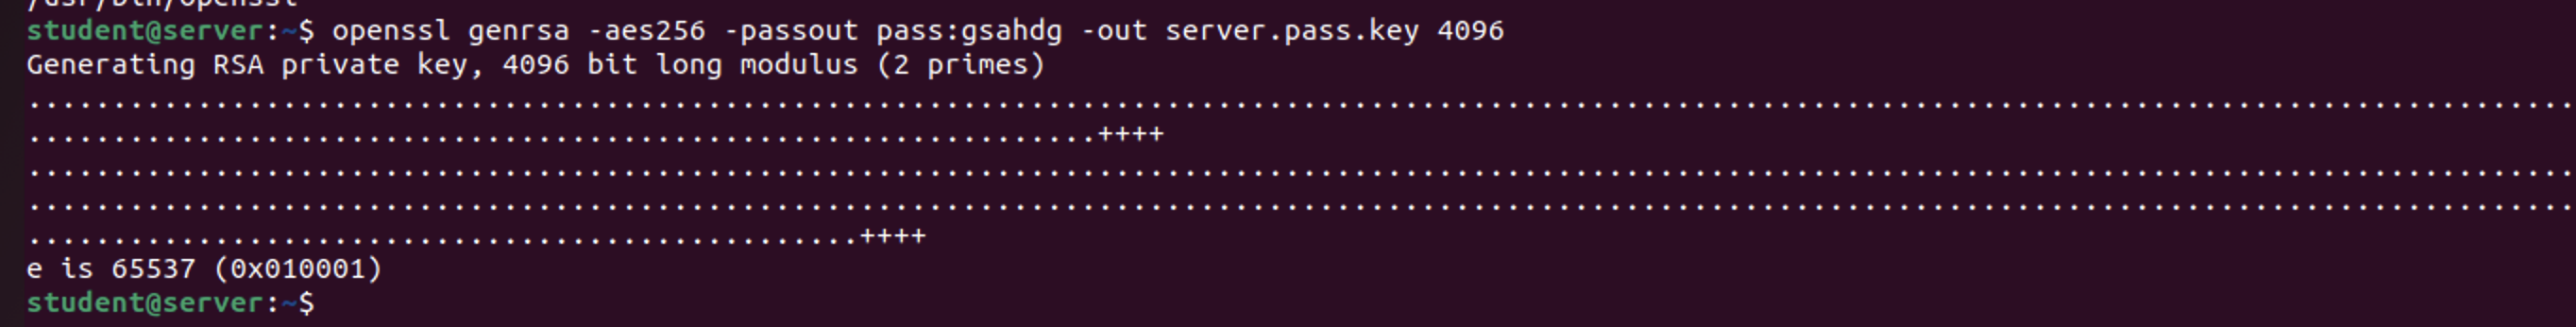 /usr/bin/openssl
student@server:~$ openssl genrsa -aes256 -passout pass:gsahdg -out server.pass.key 4096
Generating RSA private key, 4096 bit long modulus (2 primes)
......................................................................................................................................................
...............................................................++++
......................................................................................................................................................
......................................................................................................................................................
.................................................++++
e is 65537 (0x010001)
student@server:~$